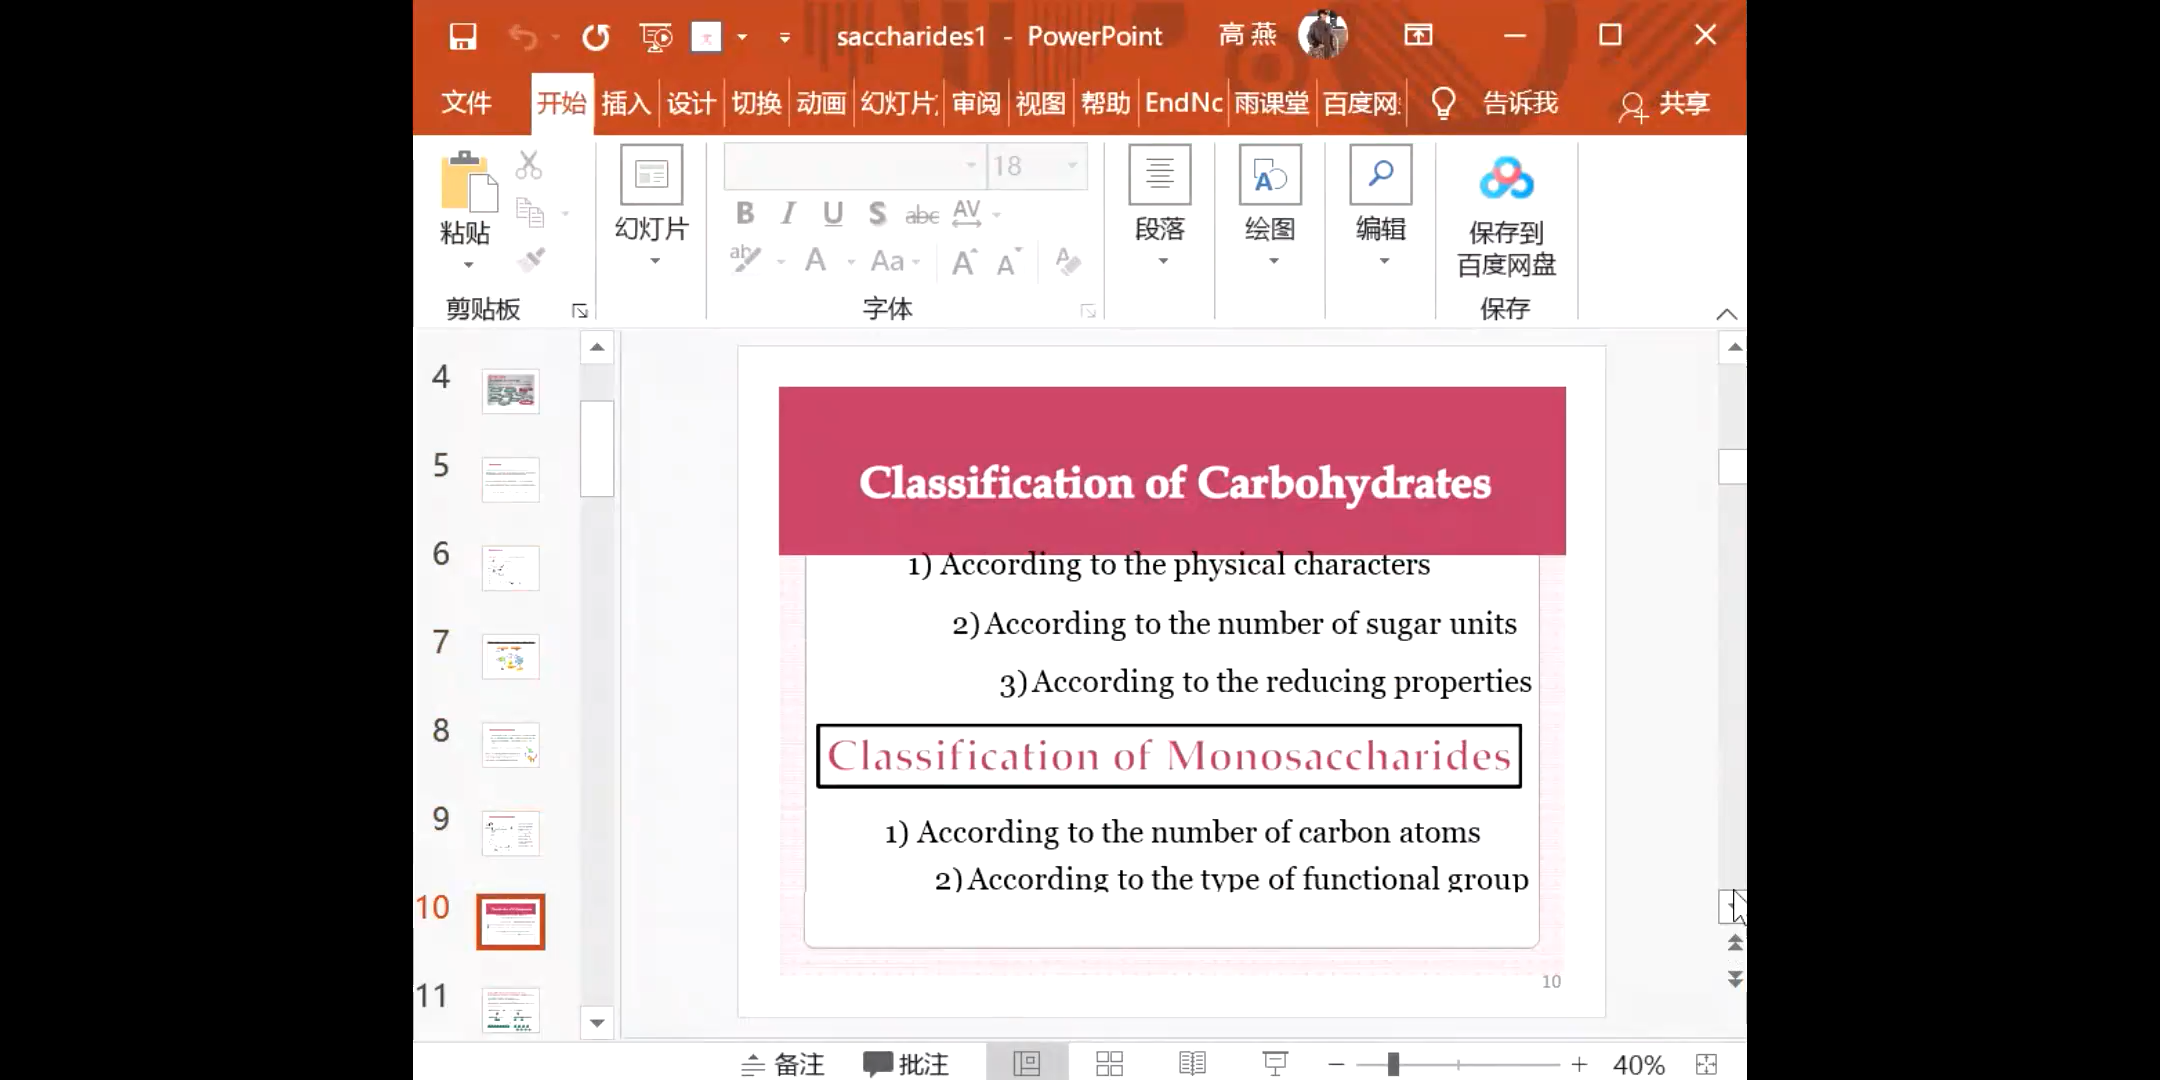 saccharides1 - PowerPoint
高 燕
文件
开始
插入
设计
切换
动画
幻灯片
审阅
视图
帮助
EndNo
雨课堂
百度网
告诉我
共享
粘贴
剪贴板
幻灯片
18
B I U S abc AV
ab A Aa A A A
字体
段落
绘图
编辑
保存到
百度网盘
保存
4
5
6
7
8
9
10
11
Classification of Carbohydrates
1) According to the physical characters
2) According to the number of sugar units
3) According to the reducing properties
Classification of Monosaccharides
1) According to the number of carbon atoms
2) According to the type of functional group
10
备注
批注
40%